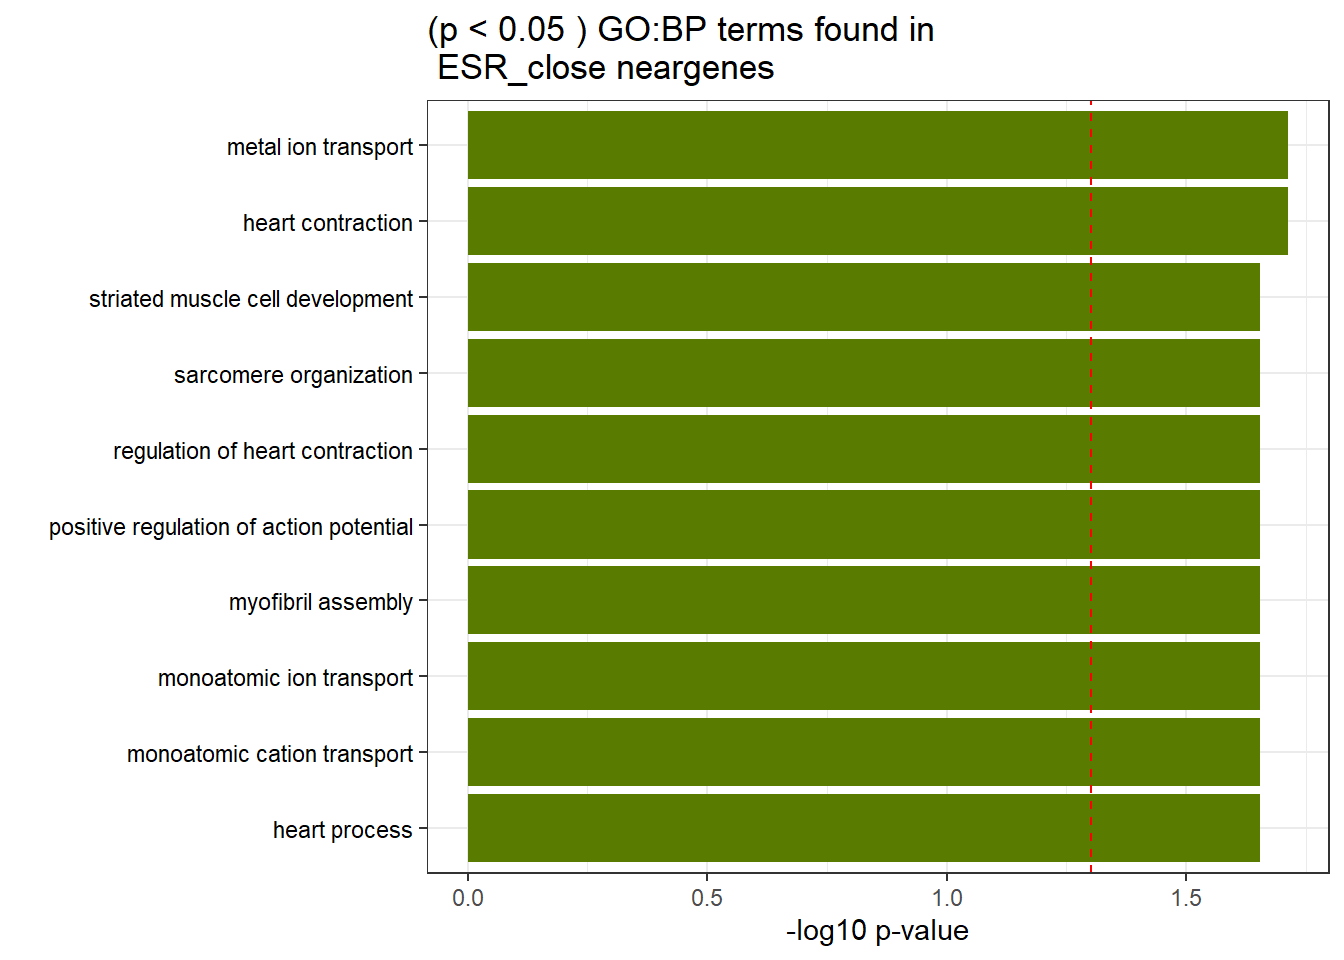 (p < 0.05 ) GO:BP terms found in
ESR_close neargenes
metal ion transport
heart contraction
striated muscle cell development
sarcomere organization
regulation of heart contraction
positive regulation of action potential
myofibril assembly
monoatomic ion transport
monoatomic cation transport
heart process
0.0 0.5 1.0 1.5
-log10 p-value